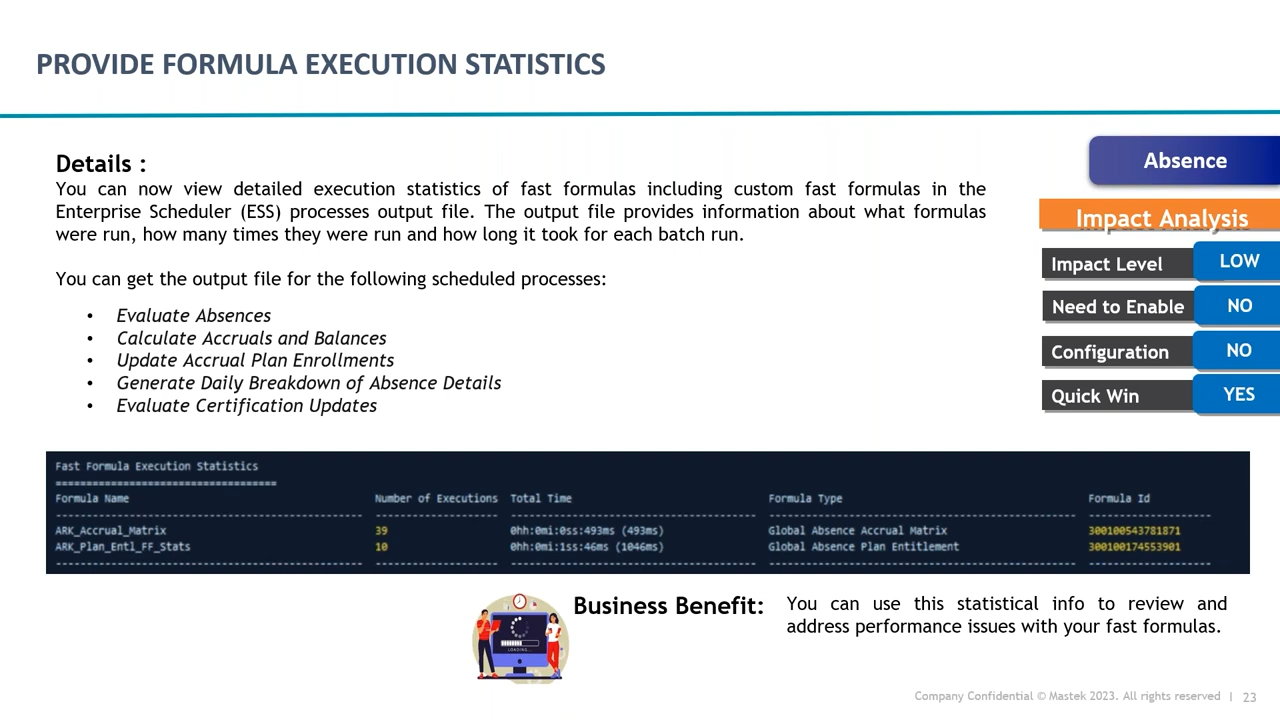 PROVIDE FORMULA EXECUTION STATISTICS
Details :
You can now view detailed execution statistics of fast formulas including custom fast formulas in the
Enterprise Scheduler (ESS) processes output file. The output file provides information about what formulas
were run, how many times they were run and how long it took for each batch run.
You can get the output file for the following scheduled processes:
• Evaluate Absences
• Calculate Accruals and Balances
• Update Accrual Plan Enrollments
• Generate Daily Breakdown of Absence Details
• Evaluate Certification Updates
Absence
Impact Analysis
Impact Level LOW
Need to Enable NO
Configuration NO
Quick Win YES
Fast Formula Execution Statistics
Formula Name Number of Executions Total Time Formula Type Formula Id
ARK_Accrual_Matrix 39 0hh:0mi:0ss:493ms (493ms) Global Absence Accrual Matrix 300100543781871
ARK_Plan_Entl_FF_Stats 10 0hh:0mi:1ss:46ms (1046ms) Global Absence Plan Entitlement 300100174553901
LOADING...
Business Benefit:
You can use this statistical info to review and
address performance issues with your fast formulas.
Company Confidential © Mastek 2023. All rights reserved | 23